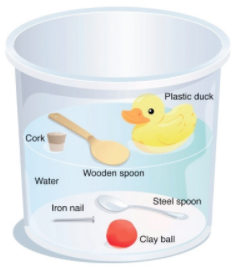 Plastic duck
Cork
Wooden spoon
Water
Steel spoon
Iron nail
Clay ball